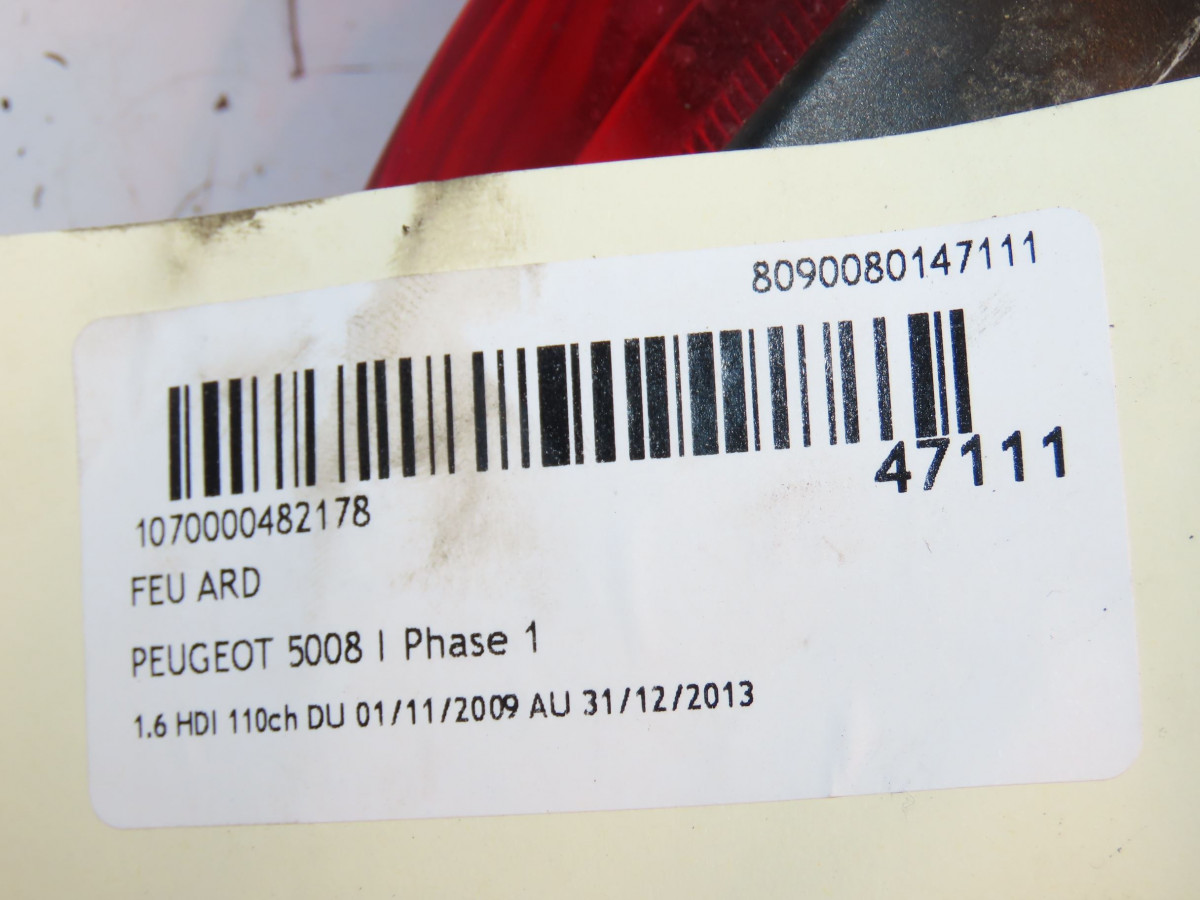 8090080147111
47111
1070000482178
FEU ARD
PEUGEOT 5008 I Phase 1
1.6 HDI 110ch DU 01/11/2009 AU 31/12/2013